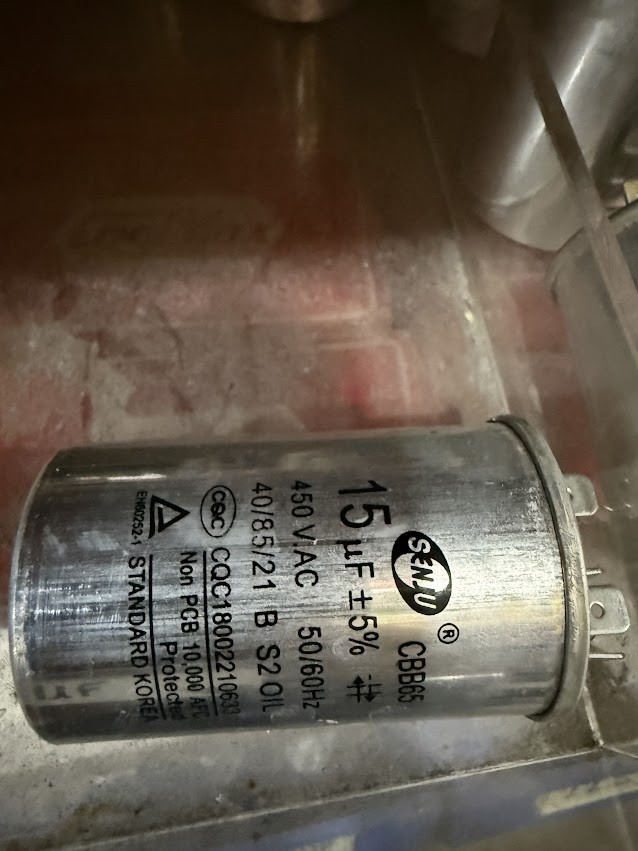 SENJU ® CBB65
15 µF ± 5%
450 V AC 50/60Hz
40/85/21 B S2 OIL
CQC CQC18002210633
Non PCB 10,000 AFC
Protected
EN60252-1 STANDARD KOREA